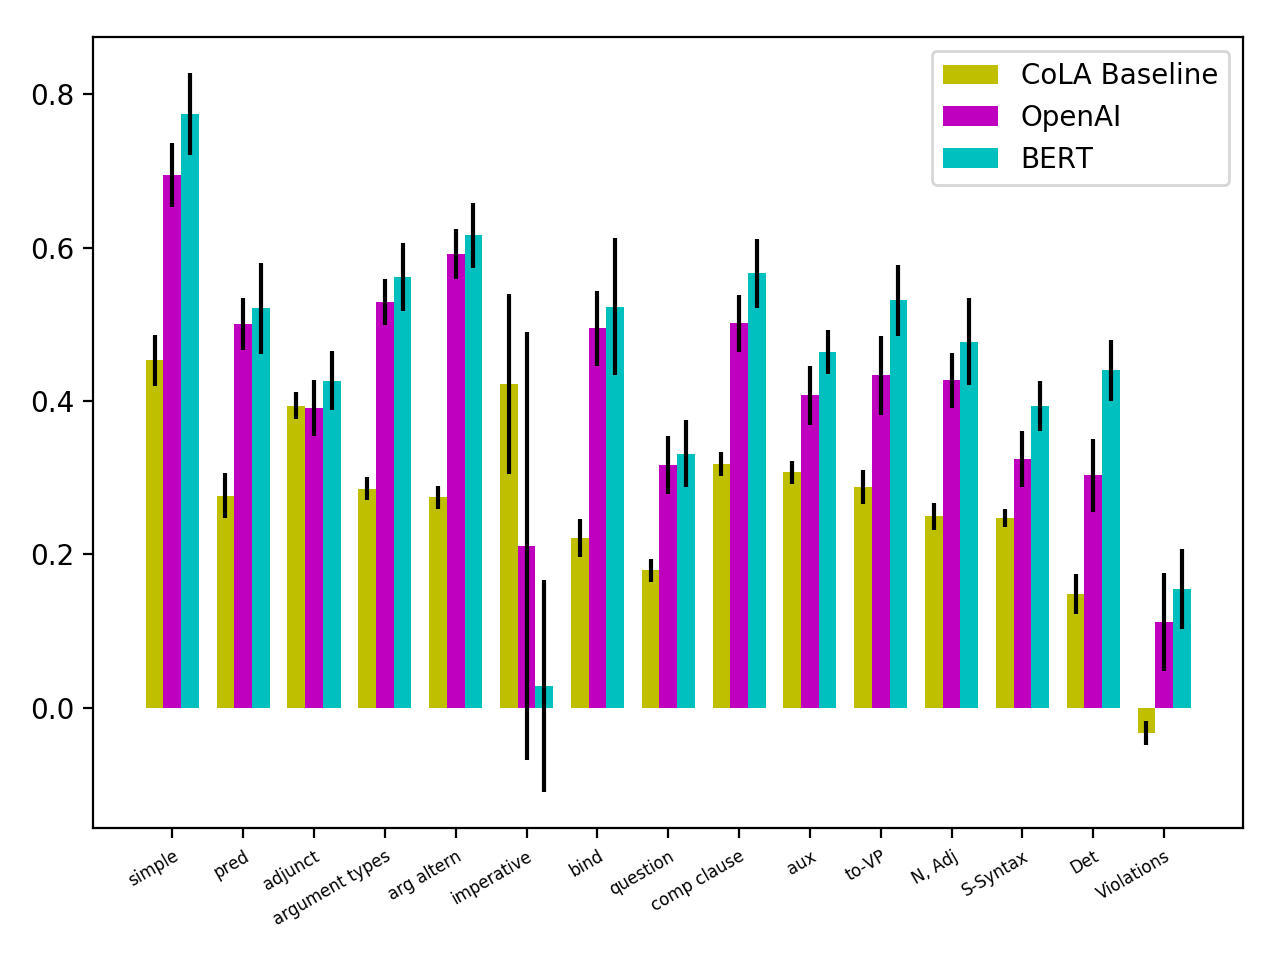 CoLA Baseline
OpenAI
BERT
0.8
0.6
0.4
0.2
0.0
simple
pred
adjunct
argument types
arg altern
imperative
bind
question
comp clause
aux
to-VP
N, Adj
S-Syntax
Det
Violations